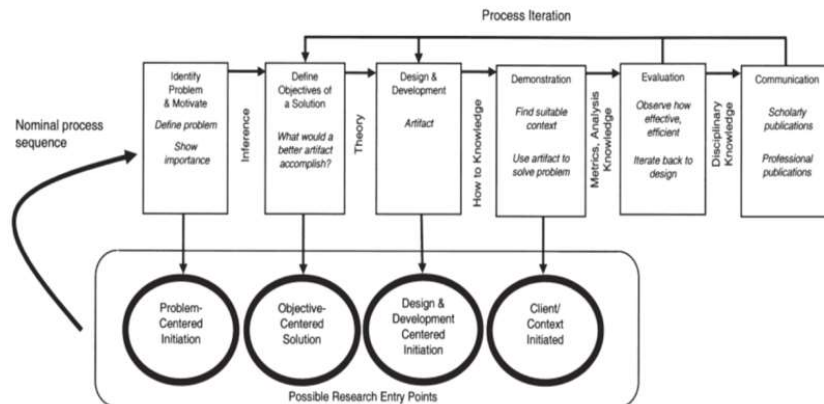 Process Iteration
Nominal process
sequence
Identify
Problem
& Motivate
Define problem
Show
importance
Inference
Define
Objectives of
a Solution
What would a
better artifact
accomplish?
Theory
Design &
Development
Artifact
How to Knowledge
Demonstration
Find suitable
context
Use artifact to
solve problem
Metrics, Analysis
Knowledge
Evaluation
Observe how
effective,
efficient
Iterate back to
design
Disciplinary
Knowledge
Communication
Scholarly
publications
Professional
publications
Problem-
Centered
Initiation
Objective-
Centered
Solution
Design &
Development
Centered
Initiation
Client/
Context
Initiated
Possible Research Entry Points